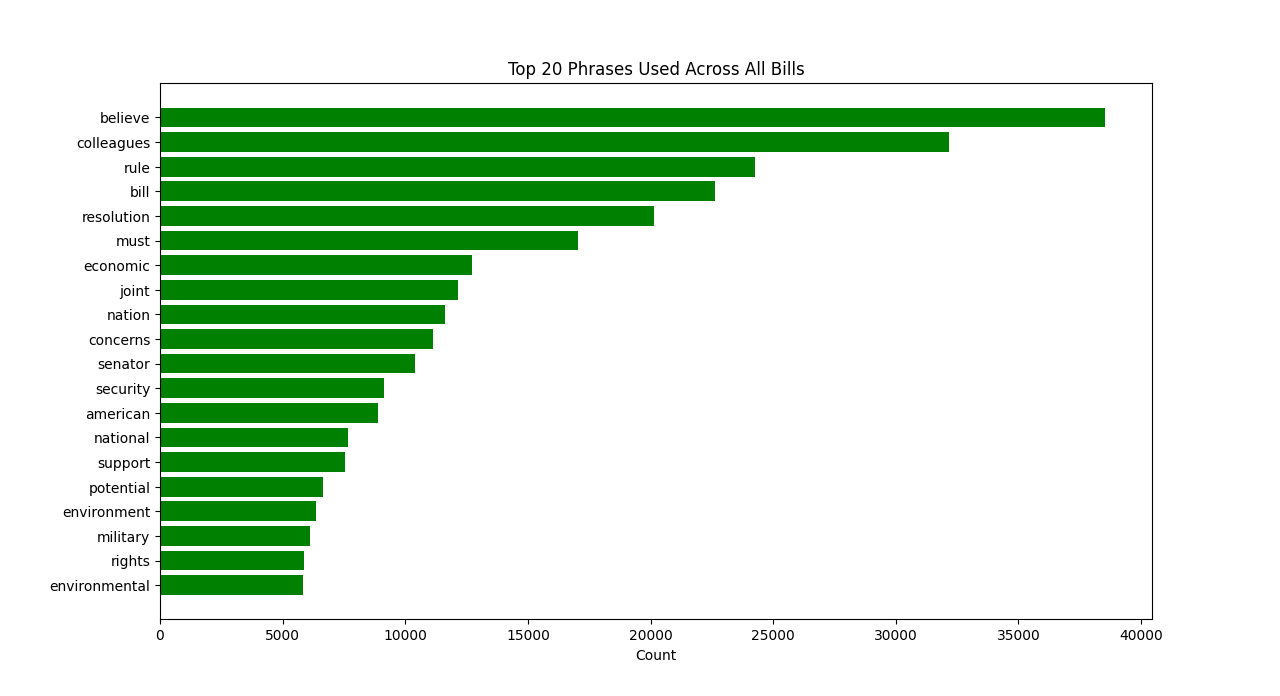 Top 20 Phrases Used Across All Bills
believe
colleagues
rule
bill
resolution
must
economic
joint
nation
concerns
senator
security
american
national
support
potential
environment
military
rights
environmental
0 5000 10000 15000 20000 25000 30000 35000 40000
Count